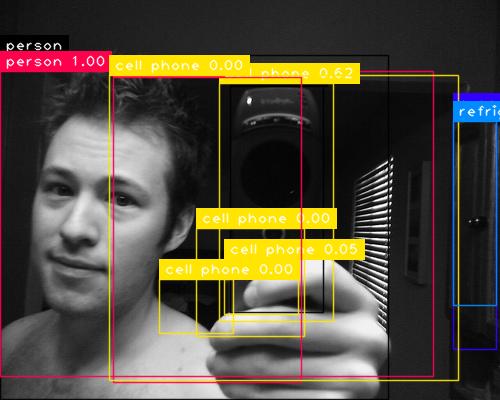 person
person 1.00
cell phone 0.00
phone 0.62
refri
cell phone 0.00
cell phone 0.05
cell phone 0.00